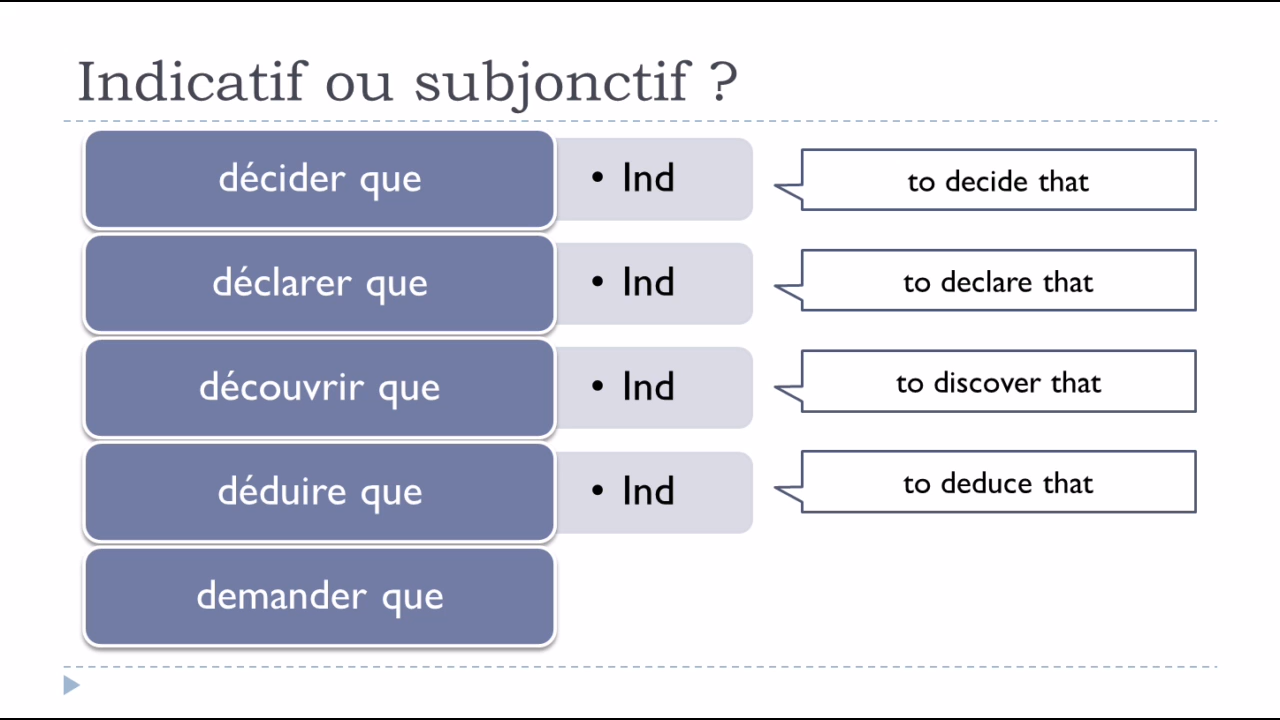 Indicatif ou subjonctif ?
décider que
• Ind
to decide that
déclarer que
• Ind
to declare that
découvrir que
• Ind
to discover that
déduire que
• Ind
to deduce that
demander que